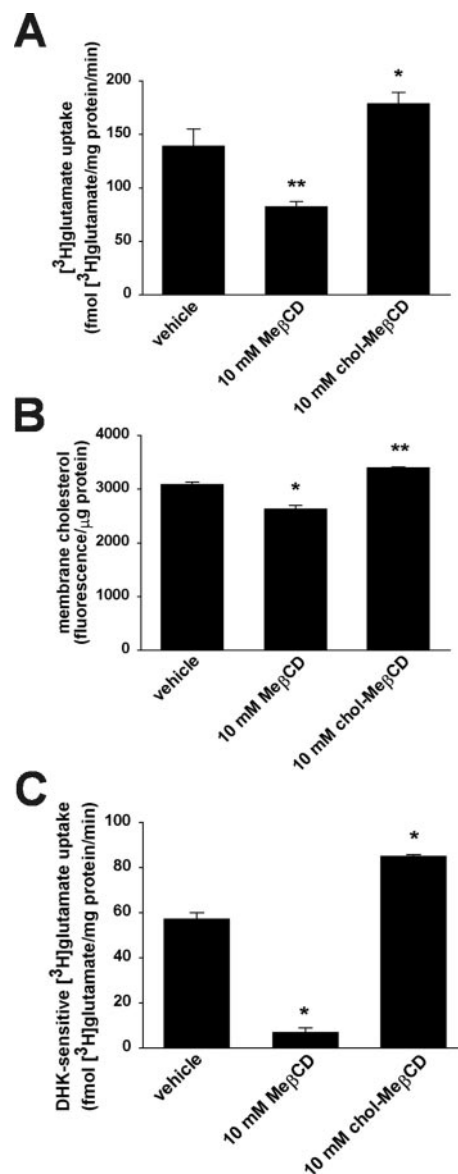 A
[³H]glutamate uptake
(fmol [³H]glutamate/mg protein/min)
200
150
100
50
0
**
*
vehicle
10 mM MeβCD
10 mM chol-MeβCD
B
membrane cholesterol
(fluorescence/μg protein)
4000
3000
2000
1000
0
*
**
vehicle
10 mM MeβCD
10 mM chol-MeβCD
C
DHK-sensitive [³H]glutamate uptake
(fmol [³H]glutamate/mg protein/min)
100
80
60
40
20
0
*
*
vehicle
10 mM MeβCD
10 mM chol-MeβCD